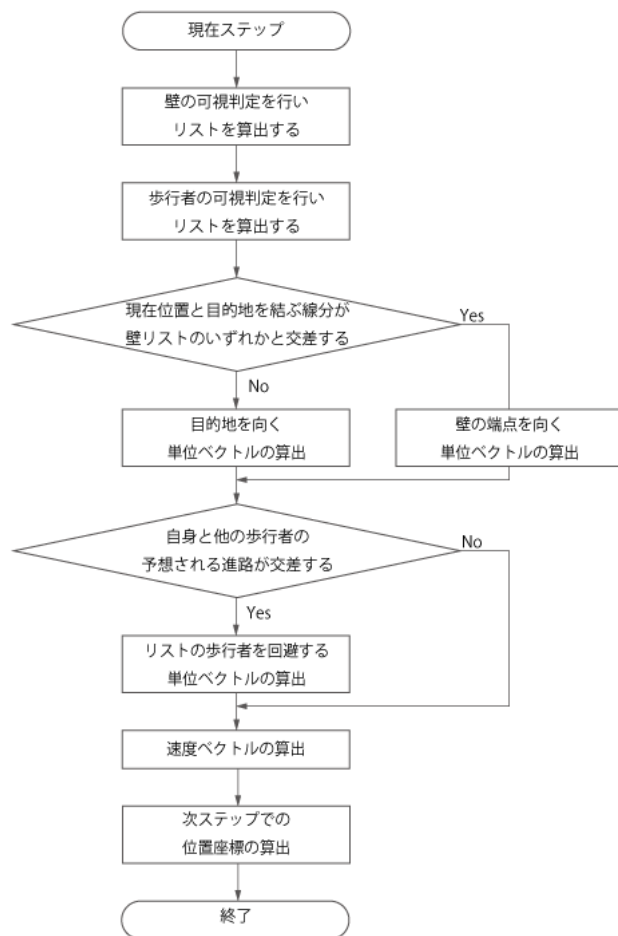 現在ステップ
壁の可視判定を行い
リストを算出する
歩行者の可視判定を行い
リストを算出する
現在位置と目的地を結ぶ線分が
壁リストのいずれかと交差する
Yes
No
目的地を向く
単位ベクトルの算出
壁の端点を向く
単位ベクトルの算出
自身と他の歩行者の
予想される進路が交差する
No
Yes
リストの歩行者を回避する
単位ベクトルの算出
速度ベクトルの算出
次ステップでの
位置座標の算出
終了